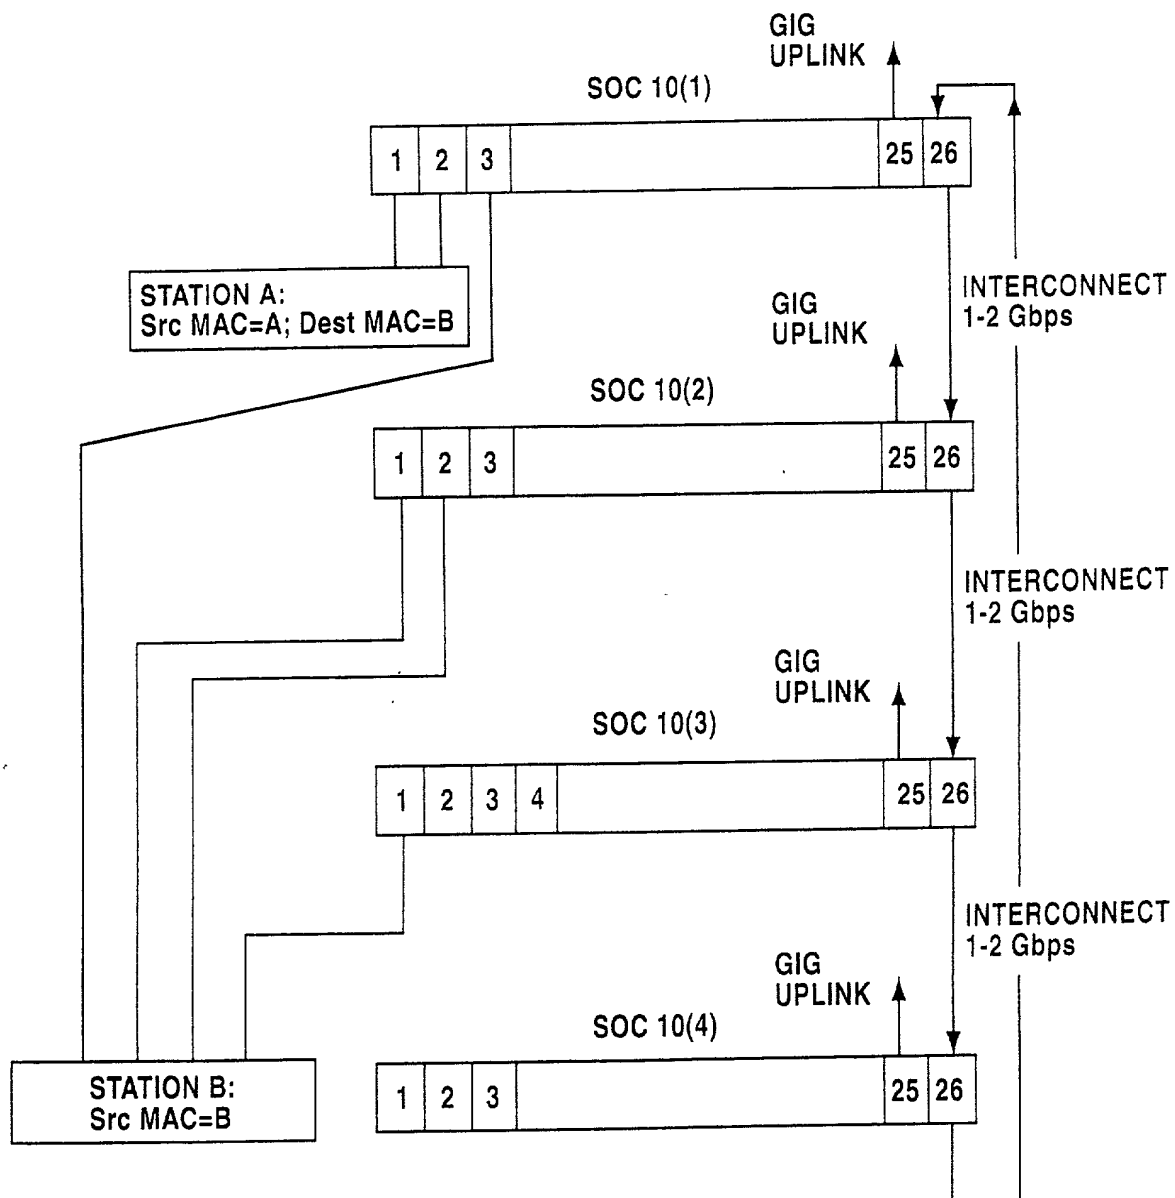 GIG
UPLINK
SOC 10(1)
1 2 3 25 26
STATION A:
Src MAC=A; Dest MAC=B
INTERCONNECT
1-2 Gbps
GIG
UPLINK
SOC 10(2)
1 2 3 25 26
INTERCONNECT
1-2 Gbps
GIG
UPLINK
SOC 10(3)
1 2 3 4 25 26
INTERCONNECT
1-2 Gbps
GIG
UPLINK
SOC 10(4)
1 2 3 25 26
STATION B:
Src MAC=B